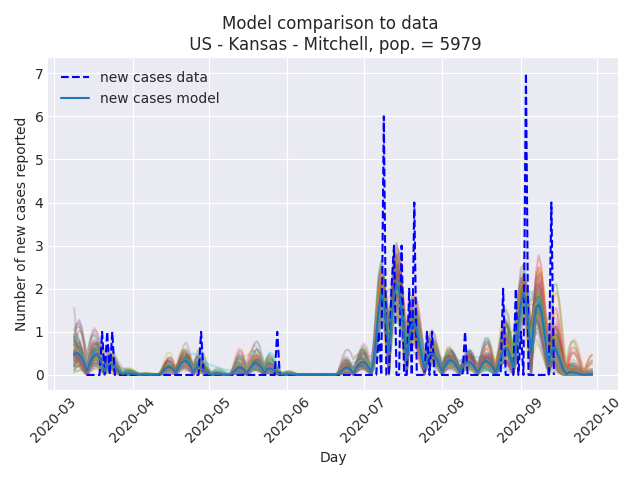 Model comparison to data
US - Kansas - Mitchell, pop. = 5979
new cases data
new cases model
Number of new cases reported
7
6
5
4
3
2
1
0
2020-03
2020-04
2020-05
2020-06
2020-07
2020-08
2020-09
2020-10
Day